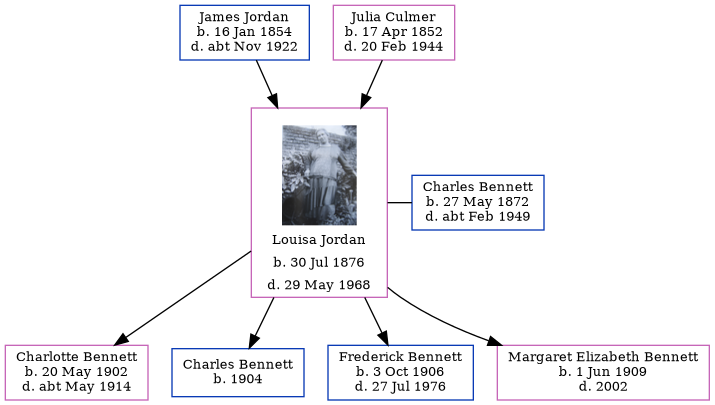 James Jordan
b. 16 Jan 1854
d. abt Nov 1922
Julia Culmer
b. 17 Apr 1852
d. 20 Feb 1944
Louisa Jordan
b. 30 Jul 1876
d. 29 May 1968
Charles Bennett
b. 27 May 1872
d. abt Feb 1949
Charlotte Bennett
b. 20 May 1902
d. abt May 1914
Charles Bennett
b. 1904
Frederick Bennett
b. 3 Oct 1906
d. 27 Jul 1976
Margaret Elizabeth Bennett
b. 1 Jun 1909
d. 2002